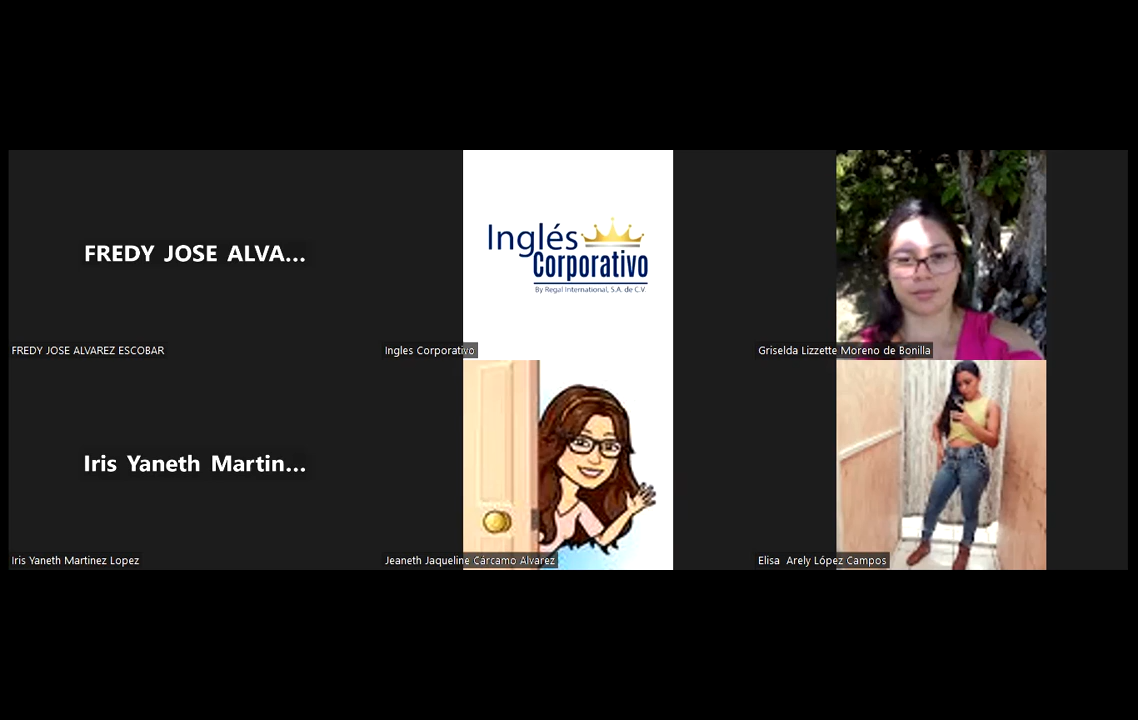 FREDY JOSE ALVA...
FREDY JOSE ALVAREZ ESCOBAR
Inglés
Corporativo
By Regal International, S.A. de C.V.
Ingles Corporativo
Griselda Lizzette Moreno de Bonilla
Iris Yaneth Martin...
Iris Yaneth Martinez Lopez
Jeaneth Jaqueline Cárcamo Alvarez
Elisa Arely López Campos